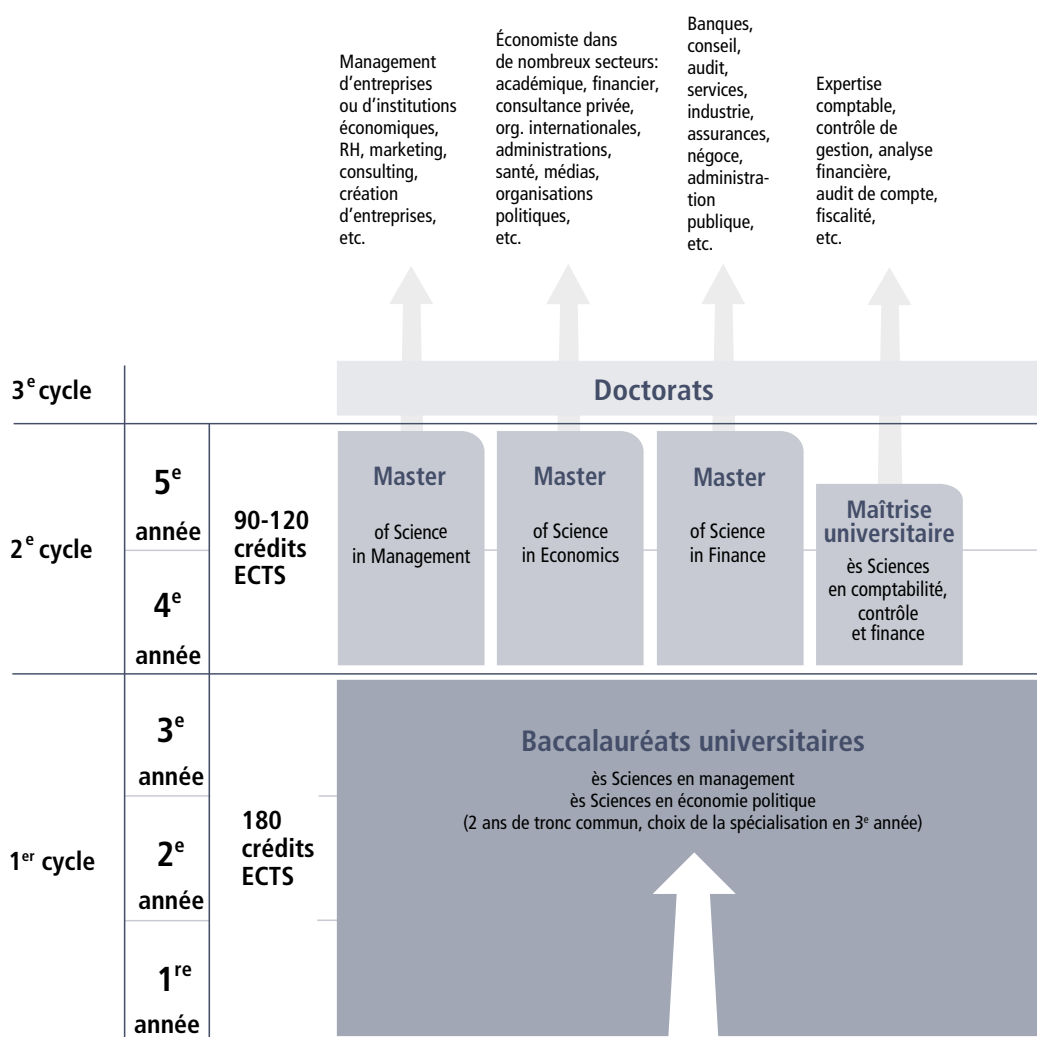 Management
d’entreprises
ou d’institutions
économiques,
RH, marketing,
consulting,
création
d’entreprises,
etc.
Économiste dans
de nombreux secteurs:
académique, financier,
consultance privée,
org. internationales,
administrations,
santé, médias,
organisations
politiques,
etc.
Banques,
conseil,
audit,
services,
industrie,
assurances,
négoce,
administra-
tion
publique,
etc.
Expertise
comptable,
contrôle de
gestion, analyse
financière,
audit de compte,
fiscalité,
etc.
3e cycle
Doctorats
2e cycle
5e
année
4e
année
90-120
crédits
ECTS
Master
of Science
in Management
Master
of Science
in Economics
Master
of Science
in Finance
Maîtrise
universitaire
ès Sciences
en comptabilité,
contrôle
et finance
1er cycle
3e
année
2e
année
1re
année
180
crédits
ECTS
Baccalauréats universitaires
ès Sciences en management
ès Sciences en économie politique
(2 ans de tronc commun, choix de la spécialisation en 3e année)